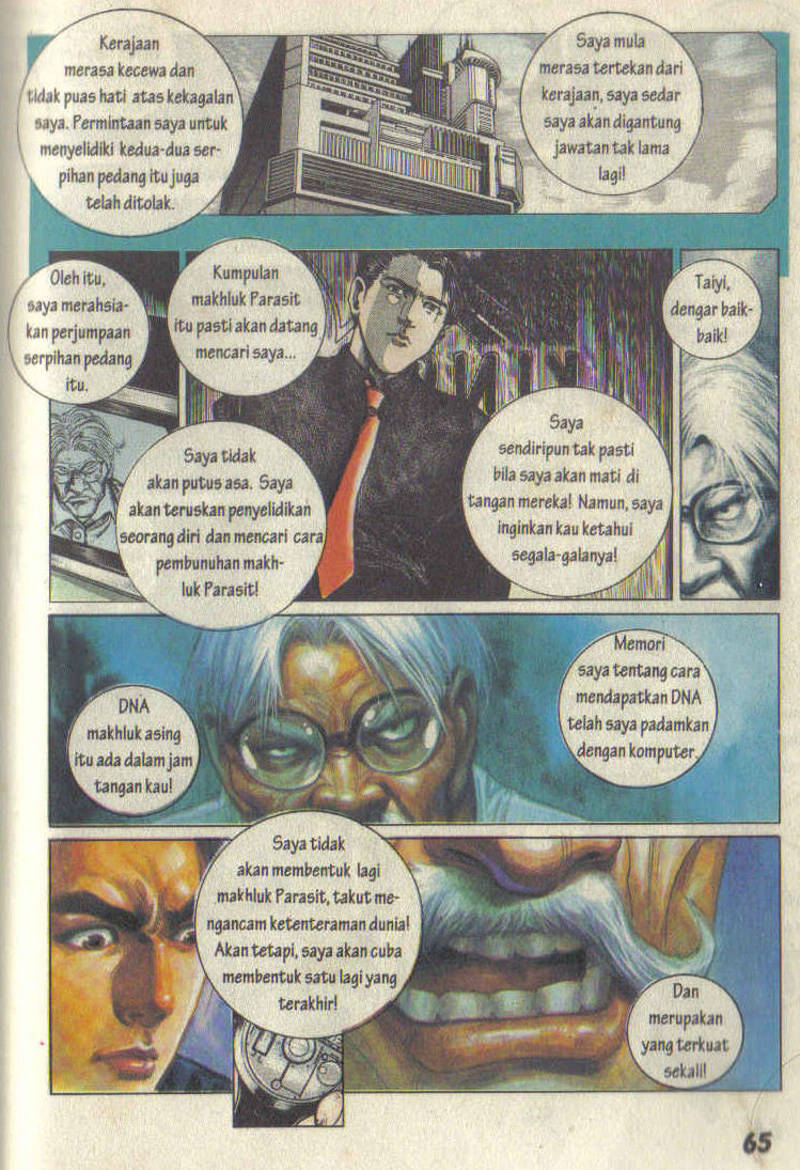 Kerajaan
merasa kecewa dan
tidak puas hati atas kekagalan
saya. Permintaan saya untuk
menyelidiki kedua-dua ser-
pihan pedang itu juga
telah ditolak.
Saya mula
merasa tertekan dari
kerajaan, saya sedar
saya akan digantung
jawatan tak lama
lagi!
Oleh itu,
saya merahsia-
kan perjumpaan
serpihan pedang
itu.
Kumpulan
makhluk Parasit
itu pasti akan datang
mencari saya...
Taiyi,
dengar baik-
baik!
Saya tidak
akan putus asa. Saya
akan teruskan penyelidikan
seorang diri dan mencari cara
pembunuhan makh-
luk Parasit!
Saya
sendiripun tak pasti
bila saya akan mati di
tangan mereka! Namun, saya
inginkan kau ketahui
segala-galanya!
DNA
makhluk asing
itu ada dalam jam
tangan kau!
Memori
saya tentang cara
mendapatkan DNA
telah saya padamkan
dengan komputer.
Saya tidak
akan membentuk lagi
makhluk Parasit, takut me-
ngancam ketenteraman dunia!
Akan tetapi, saya akan cuba
membentuk satu lagi yang
terakhir!
Dan
merupakan
yang terkuat
sekali!
65